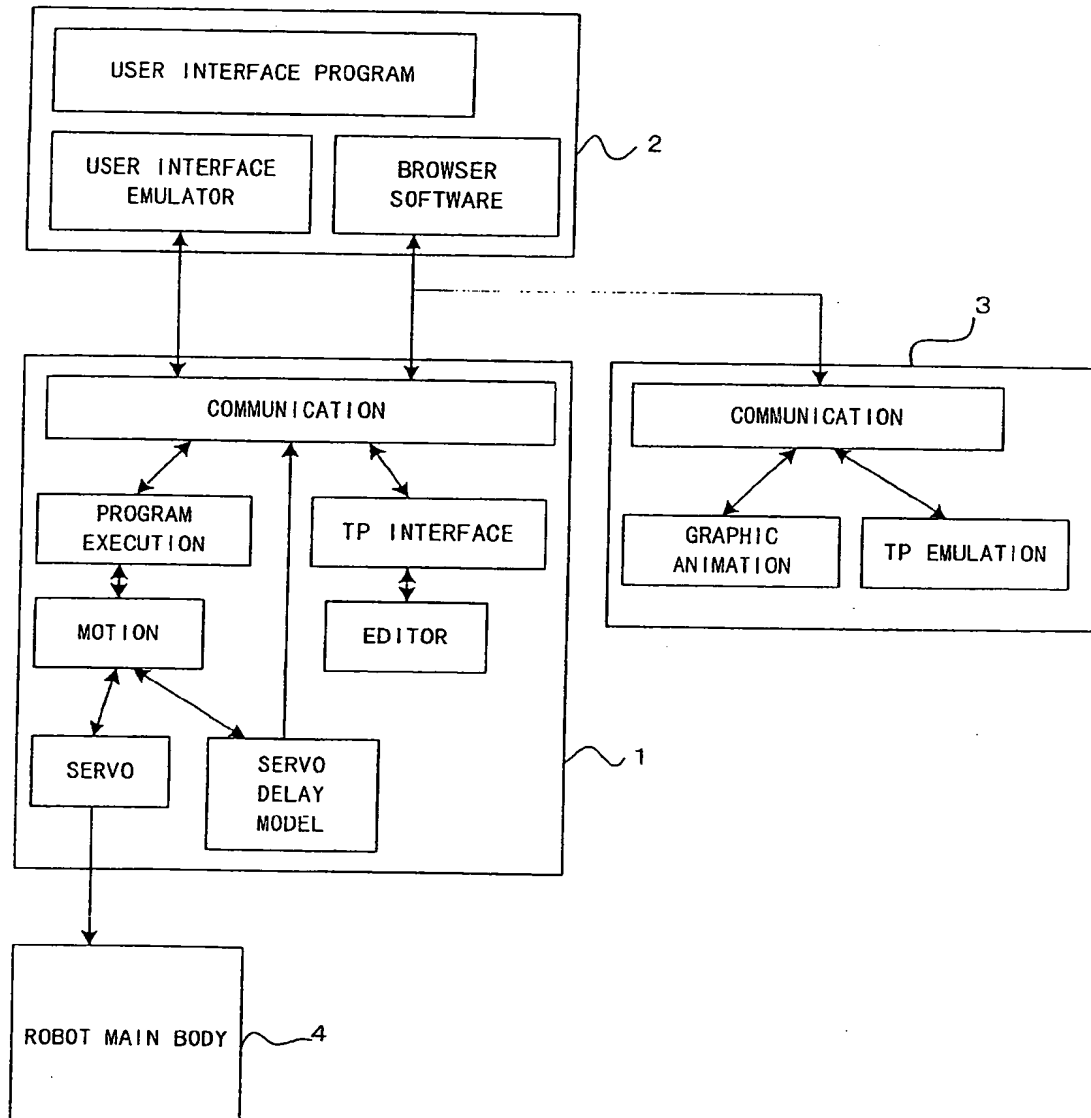 USER INTERFACE PROGRAM
USER INTERFACE
EMULATOR
BROWSER
SOFTWARE
2
3
COMMUNICATION
COMMUNICATION
PROGRAM
EXECUTION
TP INTERFACE
GRAPHIC
ANIMATION
TP EMULATION
MOTION
EDITOR
SERVO
SERVO
DELAY
MODEL
1
ROBOT MAIN BODY
4